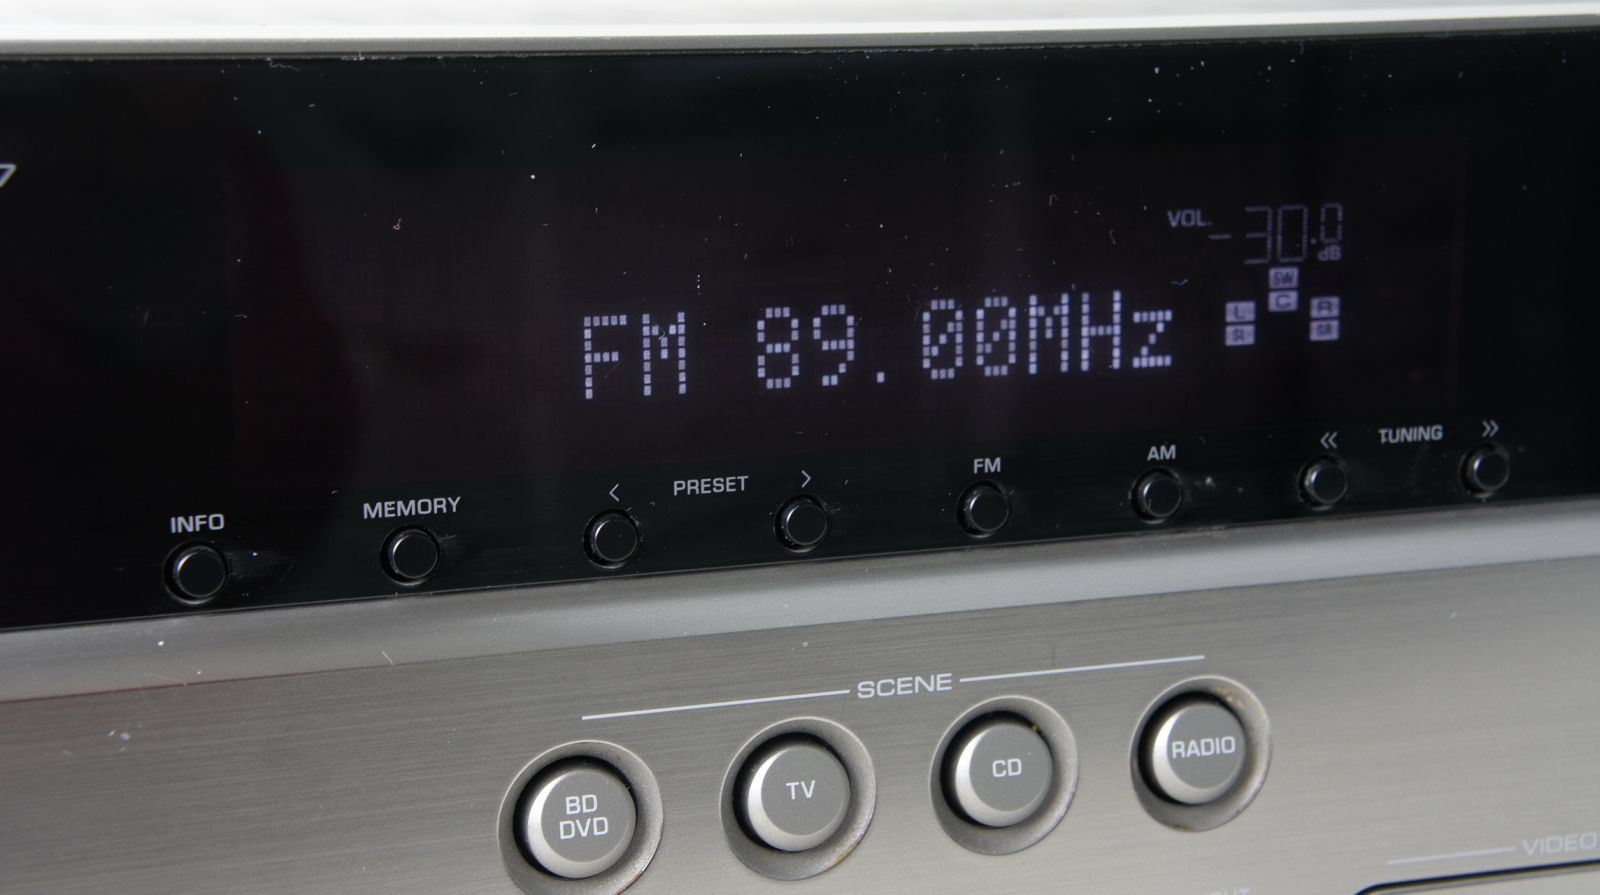 VOL. -30.0 dB
SW
L C R
SL SR
FM 89.00MHz
INFO MEMORY < PRESET > FM AM << TUNING >>
SCENE
BD
DVD
TV CD RADIO
VIDEO